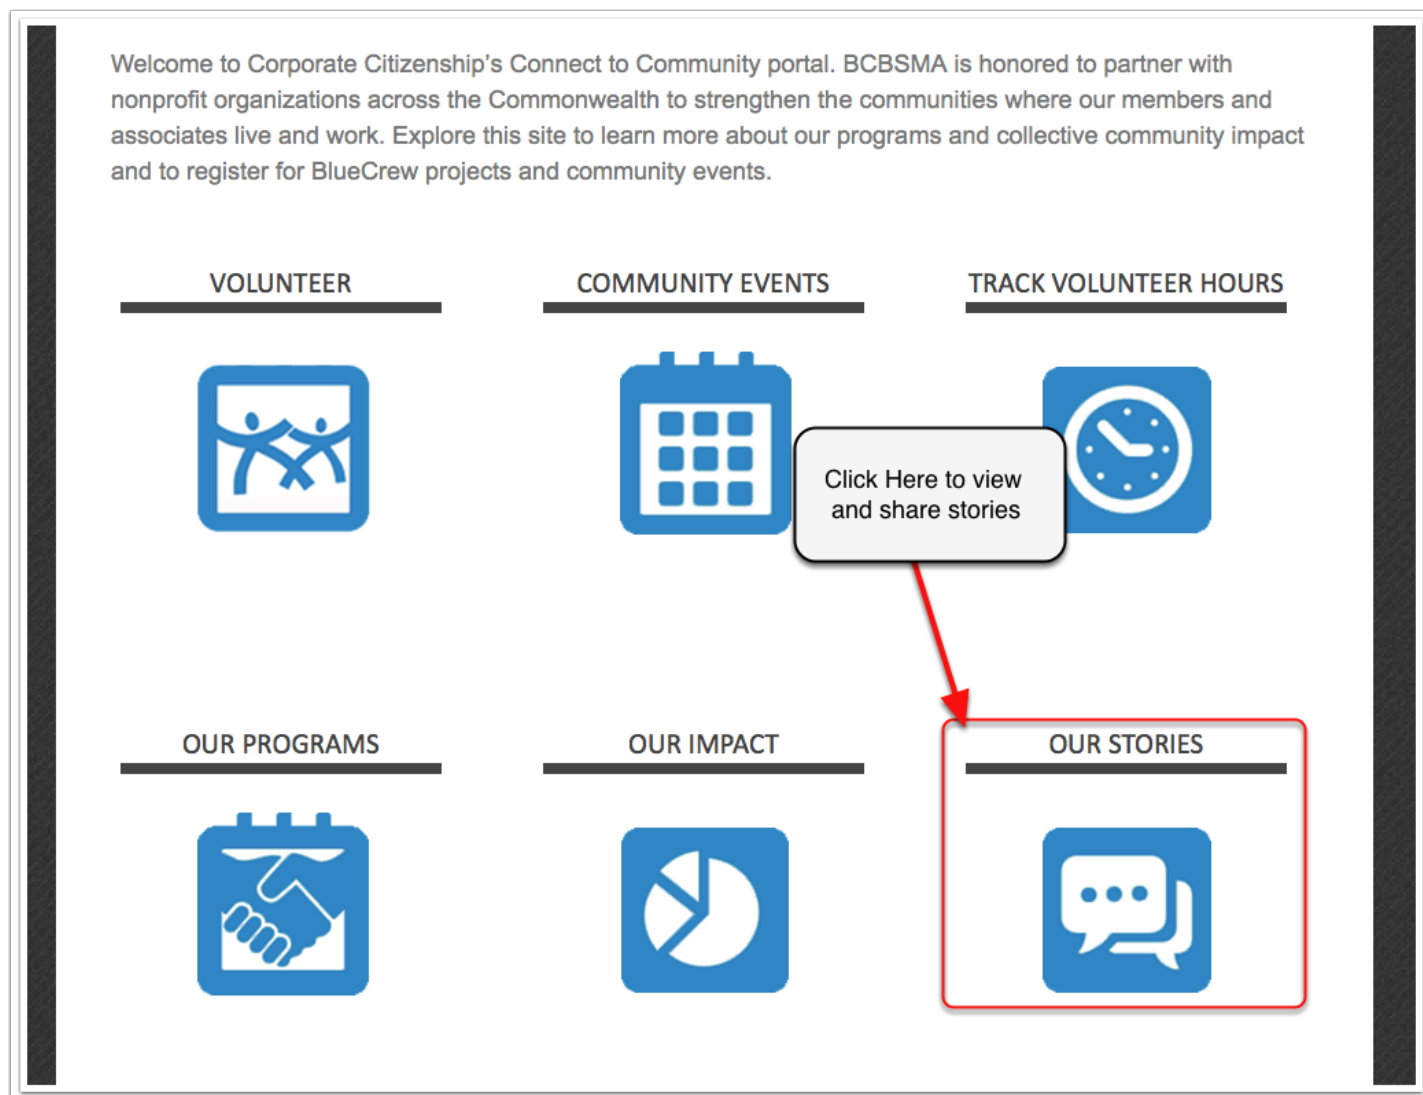 Welcome to Corporate Citizenship's Connect to Community portal. BCBSMA is honored to partner with
nonprofit organizations across the Commonwealth to strengthen the communities where our members and
associates live and work. Explore this site to learn more about our programs and collective community impact
and to register for BlueCrew projects and community events.
VOLUNTEER
COMMUNITY EVENTS
TRACK VOLUNTEER HOURS
Click Here to view
and share stories
OUR PROGRAMS
OUR IMPACT
OUR STORIES